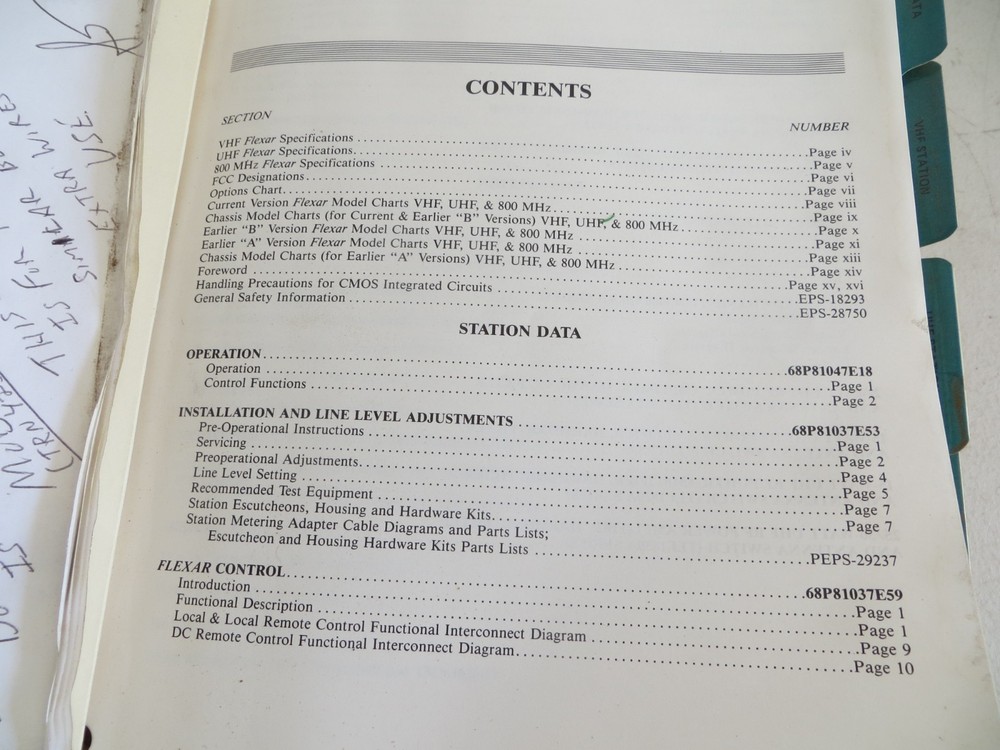 CONTENTS
SECTION NUMBER
VHF Flexar Specifications ........ Page iv
UHF Flexar Specifications ........ Page v
800 MHz Flexar Specifications ........ Page vi
FCC Designations ........ Page vii
Options Chart ........ Page viii
Current Version Flexar Model Charts VHF, UHF, & 800 MHz ........ Page ix
Chassis Model Charts (for Current & Earlier “B” Versions) VHF, UHF, & 800 MHz ........ Page x
Earlier “B” Version Flexar Model Charts VHF, UHF, & 800 MHz ........ Page xi
Earlier “A” Version Flexar Model Charts VHF, UHF, & 800 MHz ........ Page xiii
Chassis Model Charts (for Earlier “A” Versions) VHF, UHF, & 800 MHz ........ Page xiv
Foreword ........ Page xv, xvi
Handling Precautions for CMOS Integrated Circuits ........ EPS-18293
General Safety Information ........ EPS-28750
STATION DATA
OPERATION ........ 68P81047E18
Operation ........ Page 1
Control Functions ........ Page 2
INSTALLATION AND LINE LEVEL ADJUSTMENTS ........ 68P81037E53
Pre-Operational Instructions ........ Page 1
Servicing ........ Page 2
Preoperational Adjustments ........ Page 4
Line Level Setting ........ Page 5
Recommended Test Equipment ........ Page 7
Station Escutcheons, Housing and Hardware Kits ........ Page 7
Station Metering Adapter Cable Diagrams and Parts Lists;
Escutcheon and Housing Hardware Kits Parts Lists ........ PEPS-29237
FLEXAR CONTROL ........ 68P81037E59
Introduction ........ Page 1
Functional Description ........ Page 1
Local & Local Remote Control Functional Interconnect Diagram ........ Page 9
DC Remote Control Functional Interconnect Diagram ........ Page 10
DATA
VHF STATION
THIS
IS FOR
EXTRA WIRES
USE